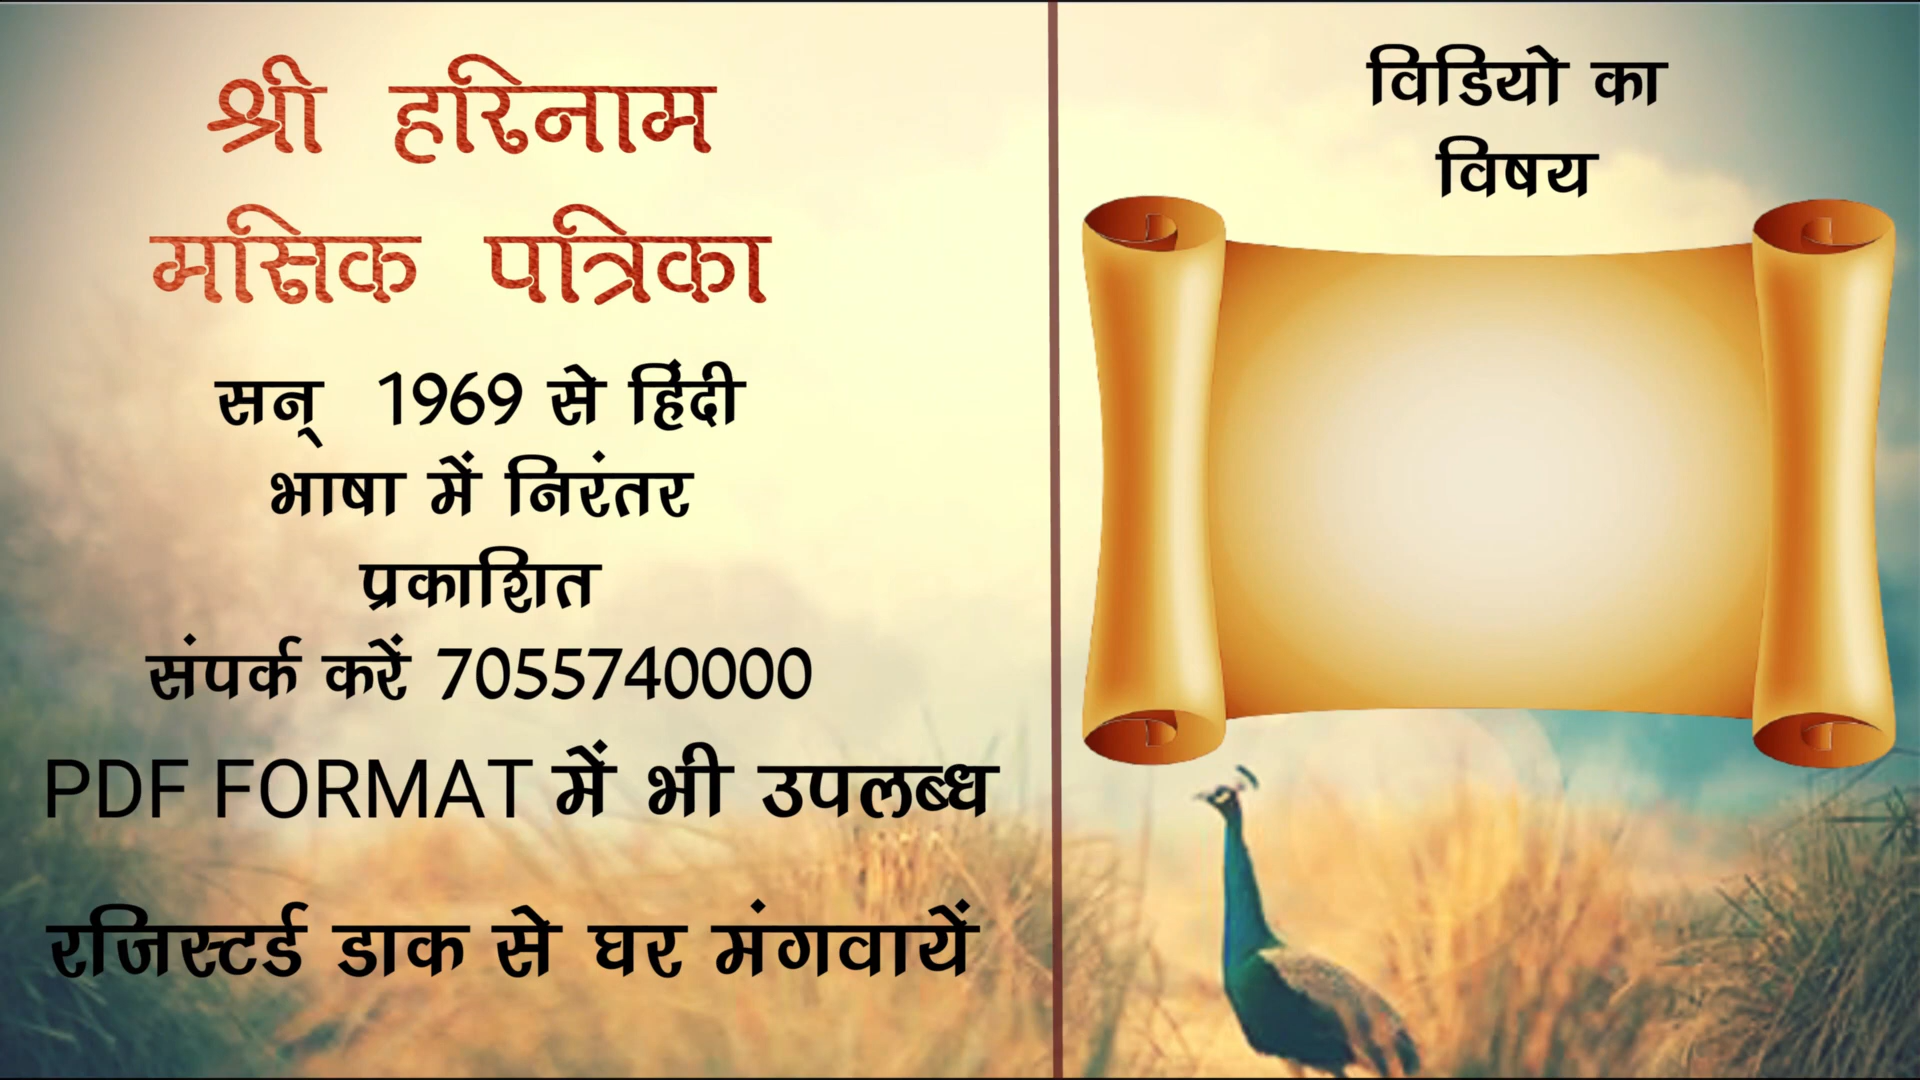 श्री हरिनाम
मासिक पत्रिका
सन् 1969 से हिंदी
भाषा में निरंतर
प्रकाशित
संपर्क करें 7055740000
PDF FORMAT में भी उपलब्ध
रजिस्टर्ड डाक से घर मंगवायें
विडियो का
विषय